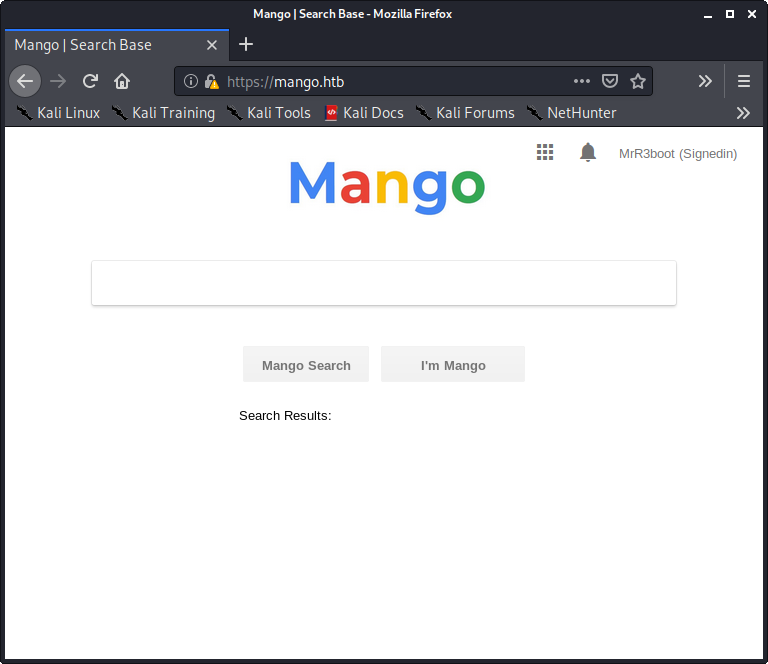 Mango | Search Base - Mozilla Firefox
Mango | Search Base
https://mango.htb
Kali Linux Kali Training Kali Tools Kali Docs Kali Forums NetHunter
MrR3boot (Signedin)
Mango
Mango Search I'm Mango
Search Results: